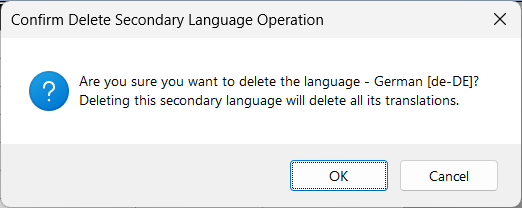 Confirm Delete Secondary Language Operation
Are you sure you want to delete the language - German [de-DE]?
Deleting this secondary language will delete all its translations.
OK
Cancel